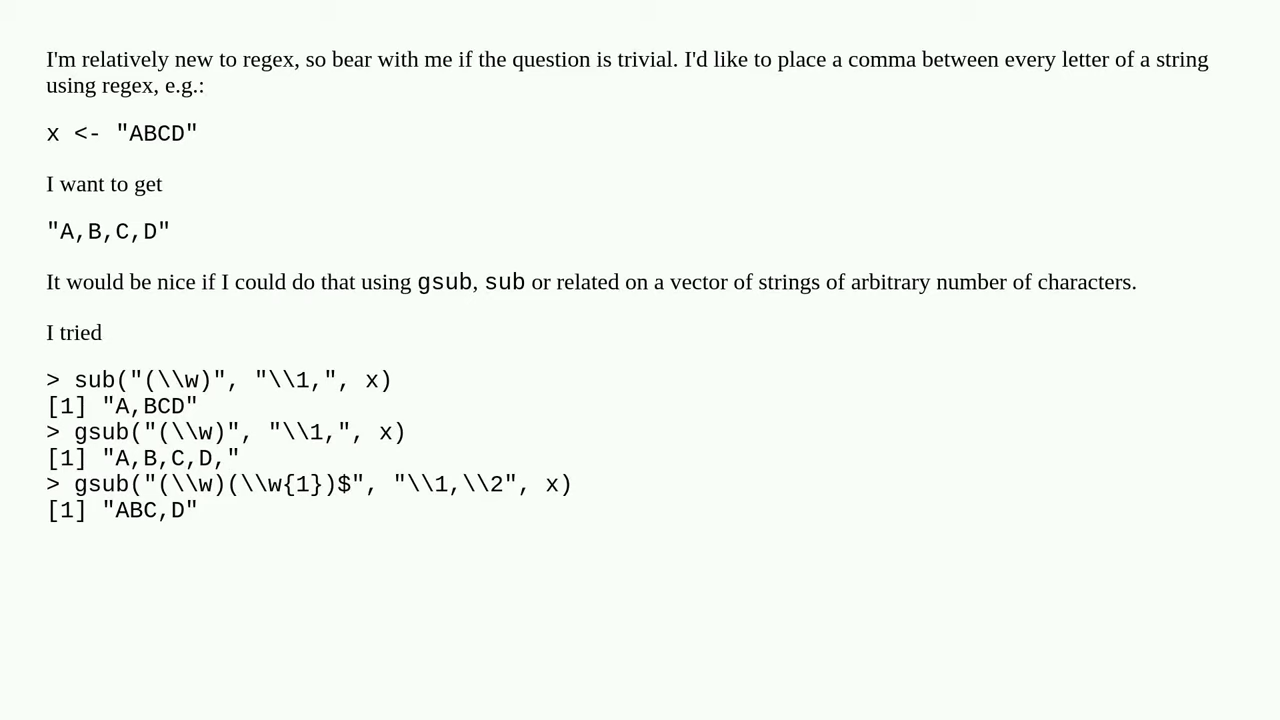 I'm relatively new to regex, so bear with me if the question is trivial. I'd like to place a comma between every letter of a string
using regex, e.g.:
x <- "ABCD"
I want to get
"A,B,C,D"
It would be nice if I could do that using gsub, sub or related on a vector of strings of arbitrary number of characters.
I tried
> sub("(\\w)", "\\1,", x)
[1] "A,BCD"
> gsub("(\\w)", "\\1,", x)
[1] "A,B,C,D,"
> gsub("(\\w)(\\w{1})$", "\\1,\\2", x)
[1] "ABC,D"